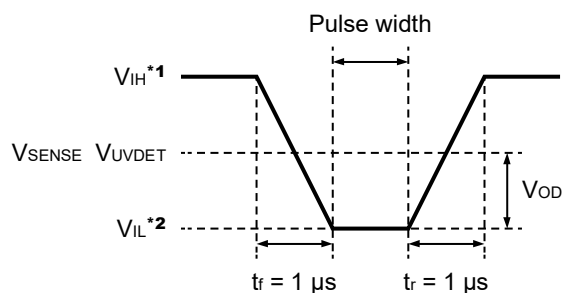 Pulse width
VIH*1
VSENSE VUVDET
VOD
VIL*2
tf = 1 μs tr = 1 μs